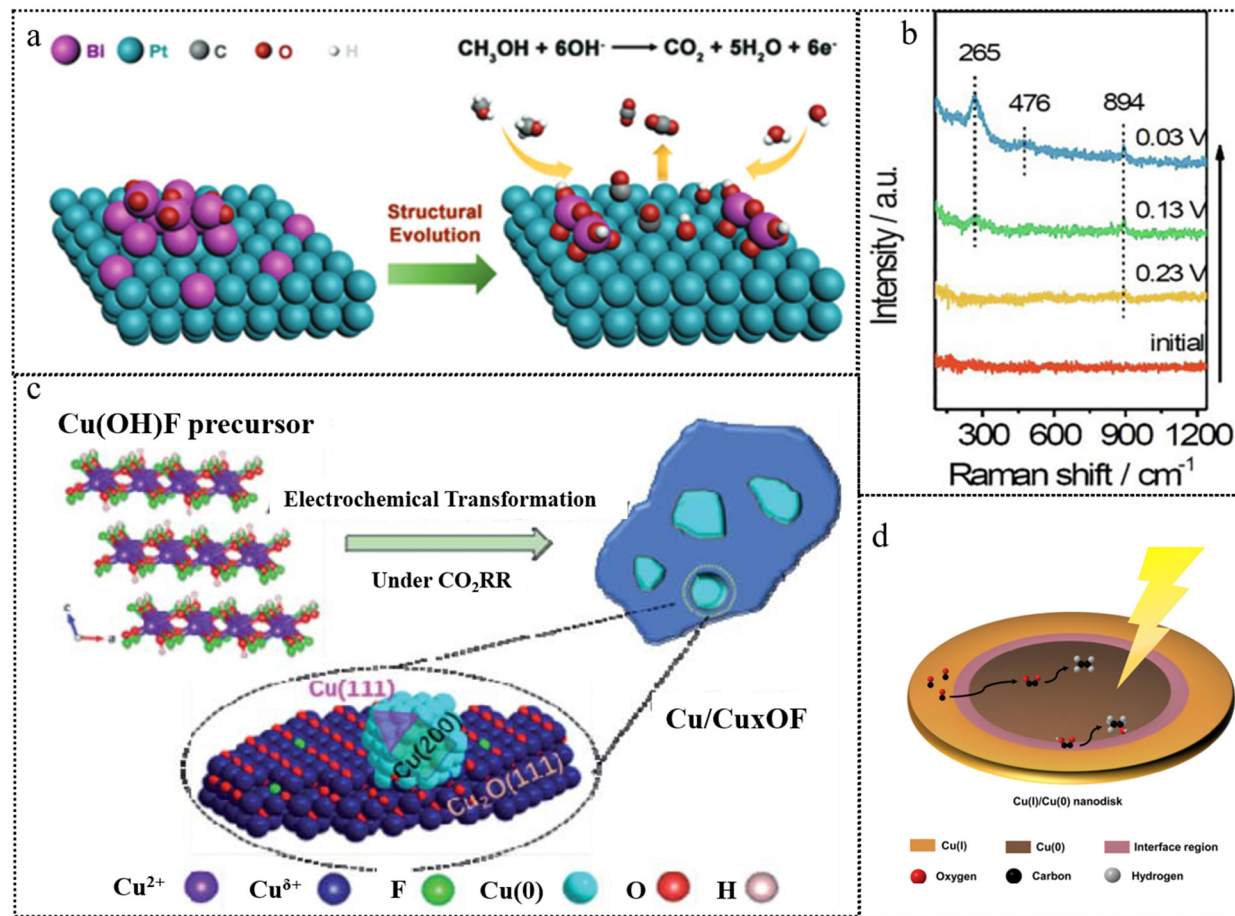 a
Bi Pt C O H
CH₃OH + 6OH⁻ ⟶ CO₂ + 5H₂O + 6e⁻
Structural
Evolution
b
265
476
894
0.03 V
0.13 V
0.23 V
initial
Intensity / a.u.
300 600 900 1200
Raman shift / cm⁻¹
c
Cu(OH)F precursor
Electrochemical Transformation
Under CO₂RR
c
a
Cu(111)
Cu(200)
Cu₂O(111)
Cu/CuxOF
Cu²⁺ Cuᵟ⁺ F Cu(0) O H
d
Cu(I)/Cu(0) nanodisk
Cu(I) Cu(0) Interface region
Oxygen Carbon Hydrogen